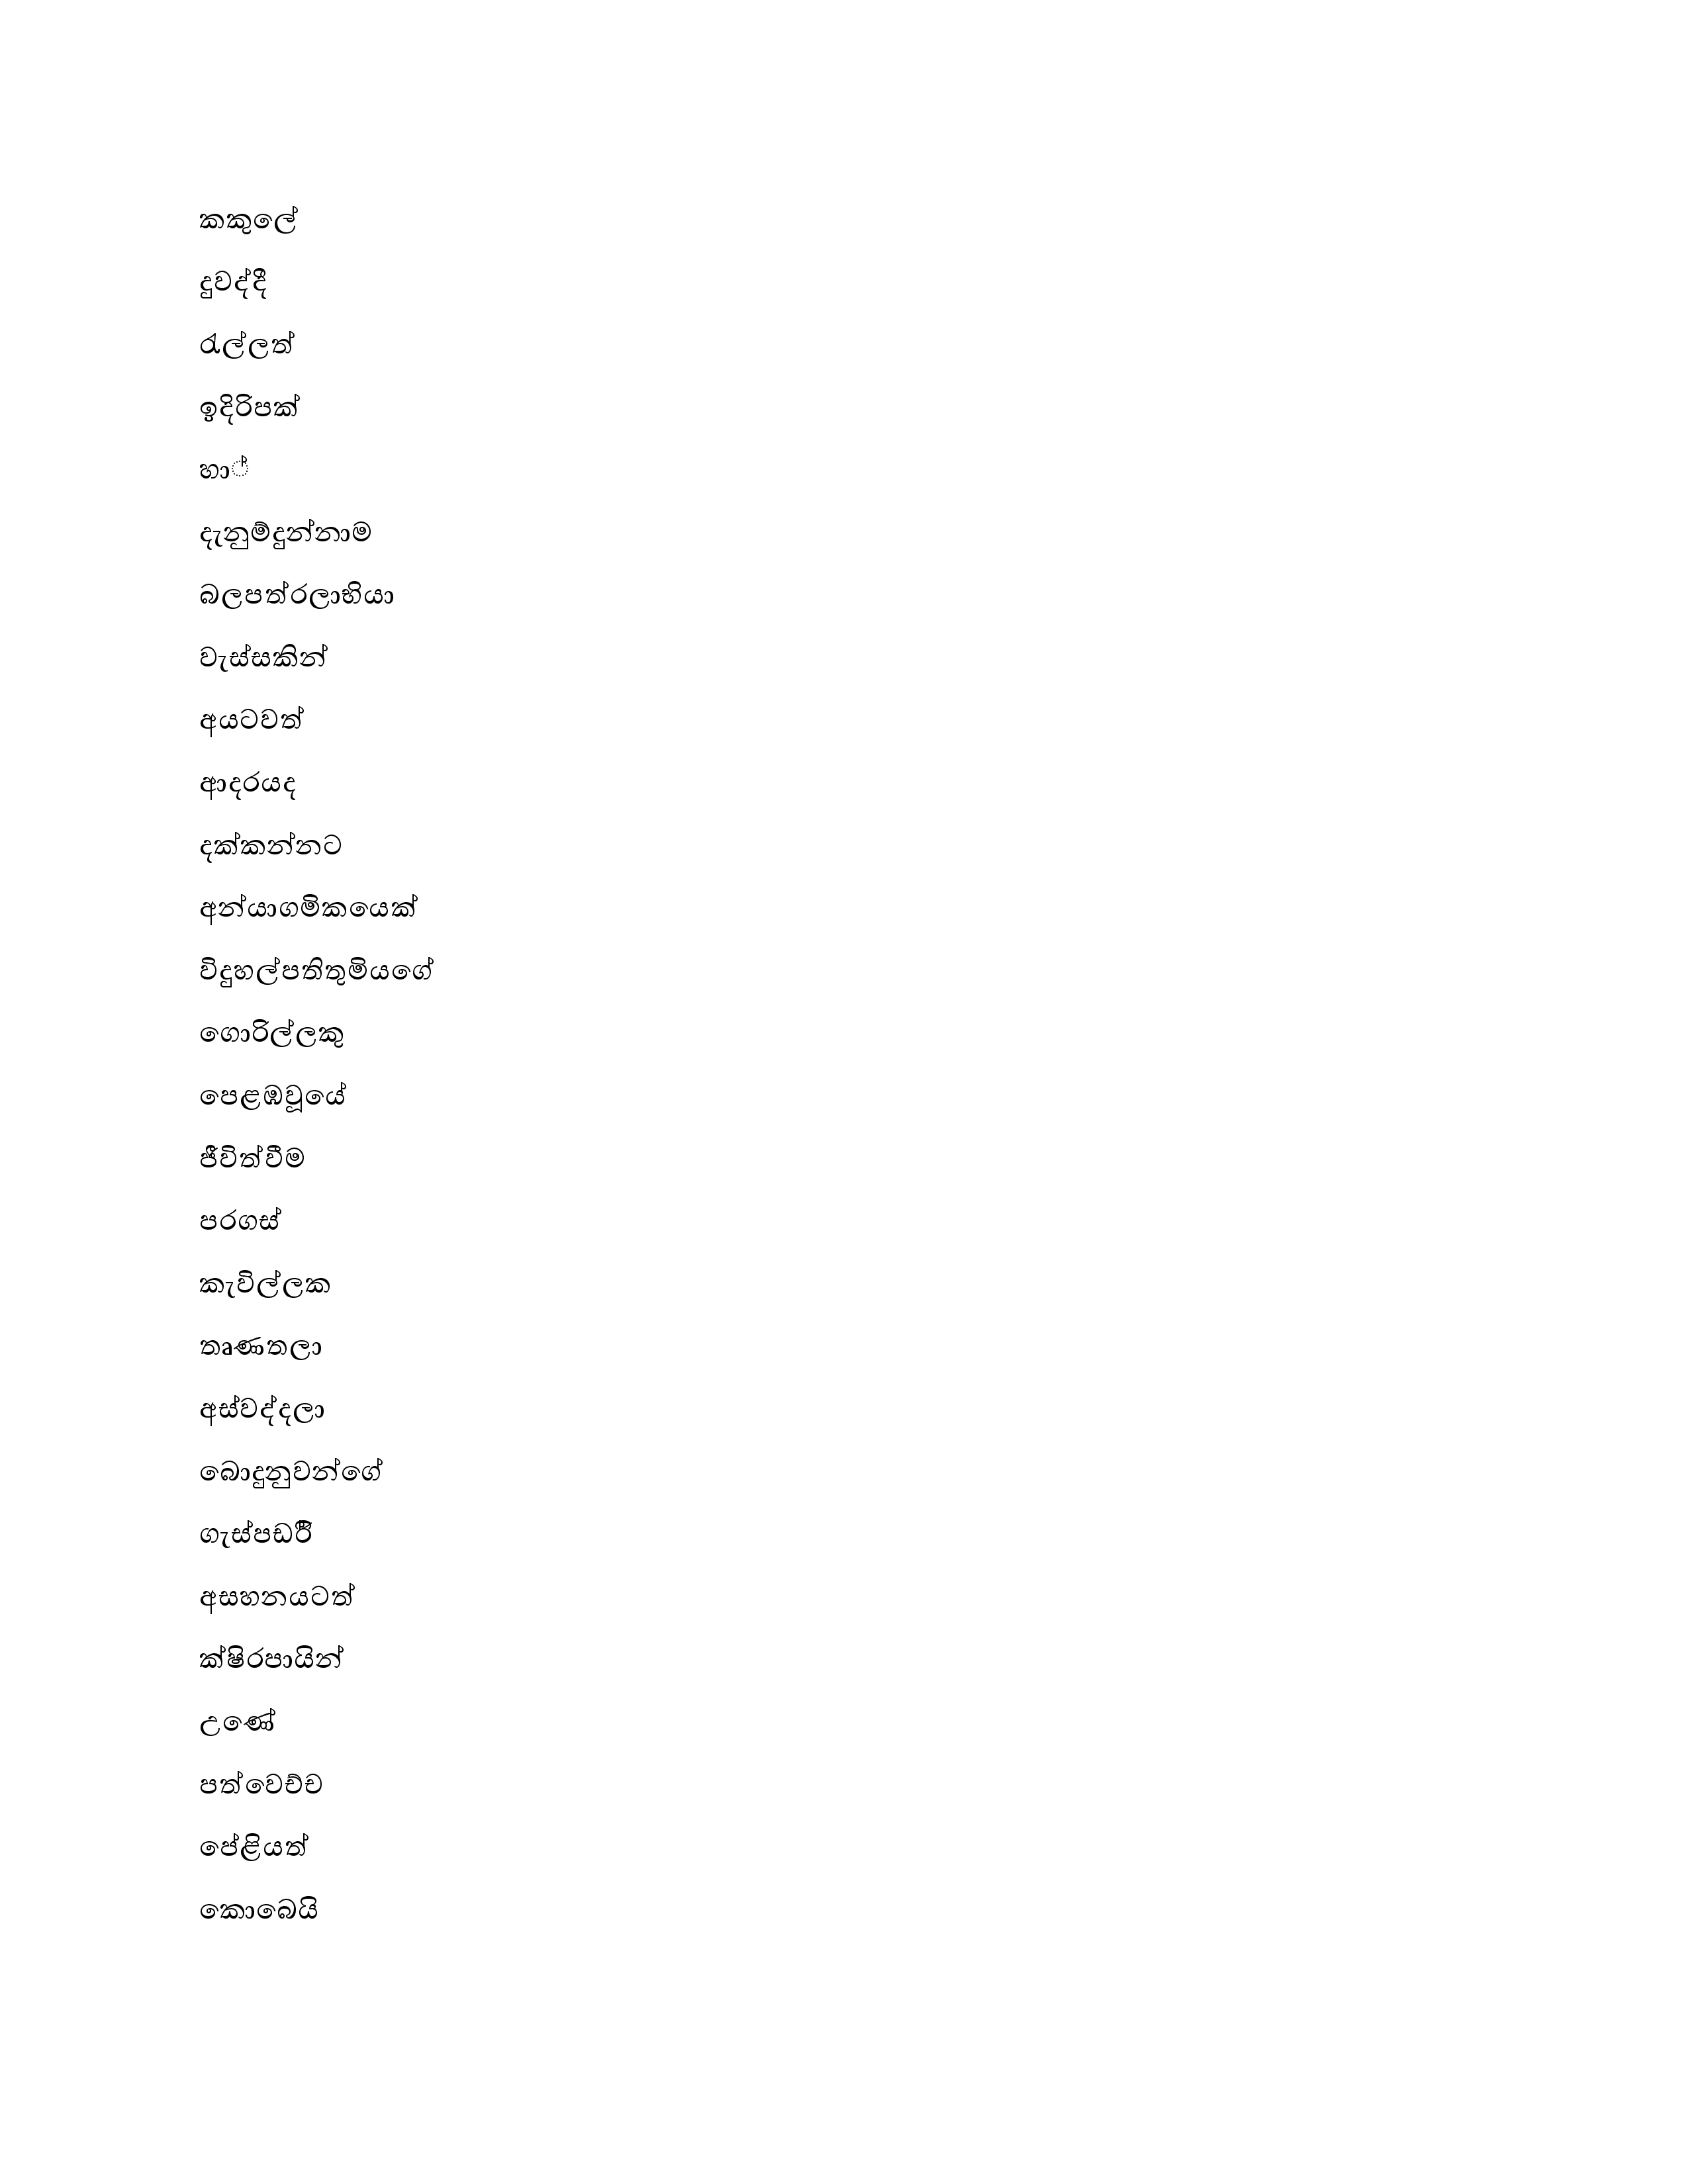 කකුලේ
දුවද්දී
රැල්ලත්
ඉදිරිපක්
හා්
දැනුම්දුන්නාම
බලපත්රලාභියා
වැස්සකින්
අයටවත්
ආදරයද
දක්කන්නට
අන්යාගමිකයෙක්
විදුහල්පතිතුමියගේ
ගොරිල්ලකු
පෙළඹවූයේ
ජීවිත්වීම
පරගස්
කැවිල්ලක
තෘණතලා
අස්වද්දලා
බොදුනුවන්ගේ
ගැස්පඩර්රී
අසහනයටත්
ක්ෂිරපායින්
උණේ
පත්වෙච්ච
පේළියත්
කොබෙයි